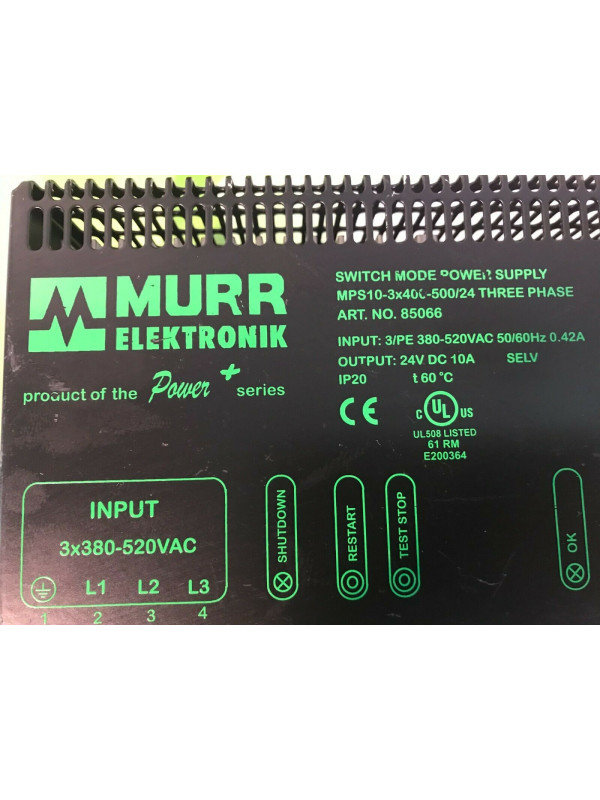 MURR
ELEKTRONIK
product of the Power + series
SWITCH MODE POWER SUPPLY
MPS10-3x400-500/24 THREE PHASE
ART. NO. 85066
INPUT: 3/PE 380-520VAC 50/60Hz 0.42A
OUTPUT: 24V DC 10A SELV
IP20 t 60 °C
CE
C UL US
UL508 LISTED
61 RM
E200364
INPUT
3x380-520VAC
L1 L2 L3
1 2 3 4
SHUTDOWN
RESTART
TEST STOP
OK